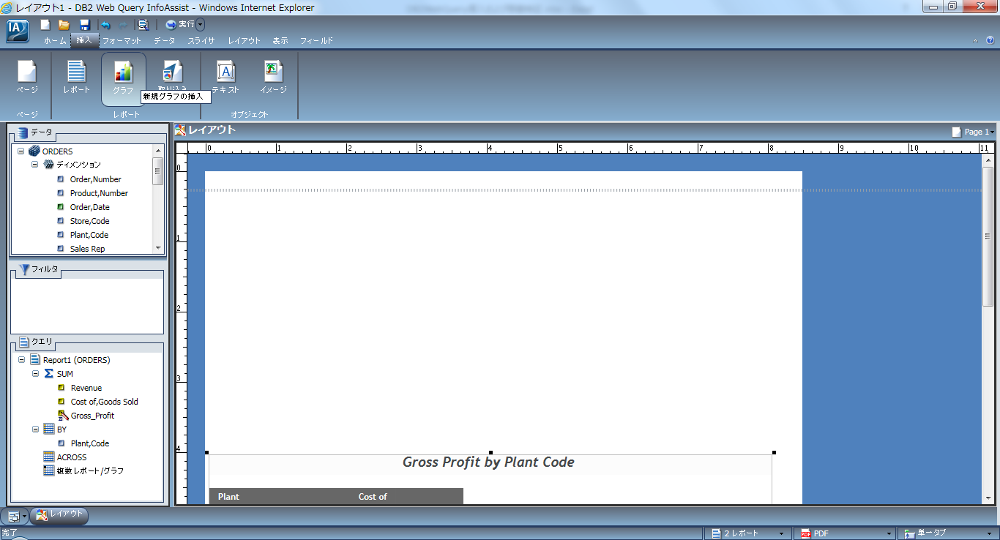 レイアウト1 - DB2 Web Query InfoAssist - Windows Internet Explorer
IA
実行
ホーム 挿入 フォーマット データ スライサ レイアウト 表示 フィールド
ページ レポート グラフ テキスト イメージ
新規グラフの挿入
ページ レポート オブジェクト
データ
ORDERS
ディメンション
Order,Number
Product,Number
Order,Date
Store,Code
Plant,Code
Sales Rep
フィルタ
クエリ
Report1 (ORDERS)
SUM
Revenue
Cost of,Goods Sold
Gross_Profit
BY
Plant,Code
ACROSS
複数レポート/グラフ
レイアウト
Page 1
0 1 2 3 4 5 6 7 8 9 10 11
0
1
2
3
4
Gross Profit by Plant Code
Plant Cost of
レイアウト
完了
2 レポート
PDF
単一タブ